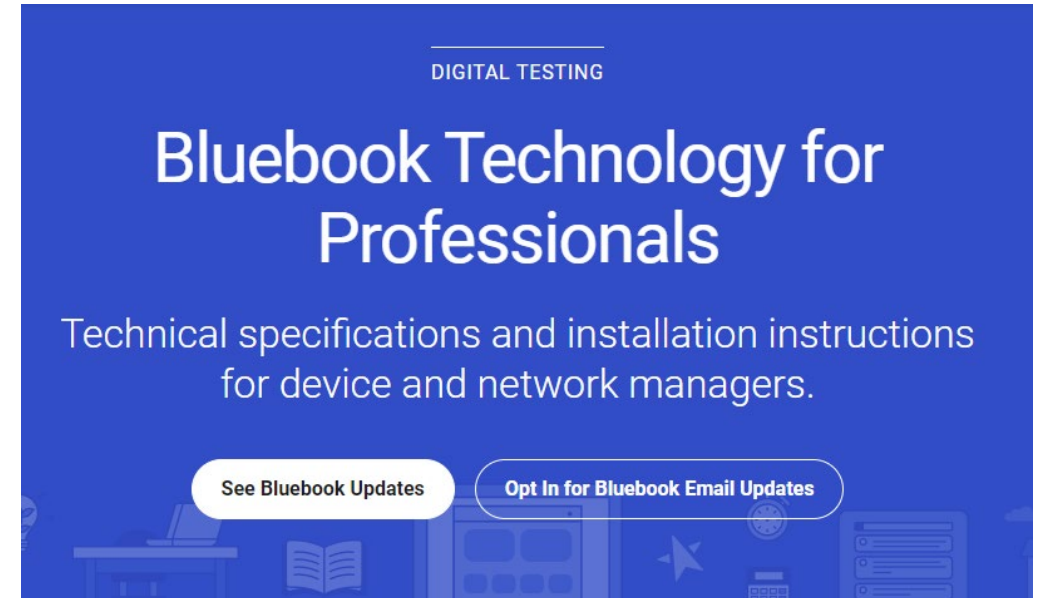 DIGITAL TESTING
Bluebook Technology for
Professionals
Technical specifications and installation instructions
for device and network managers.
See Bluebook Updates
Opt In for Bluebook Email Updates